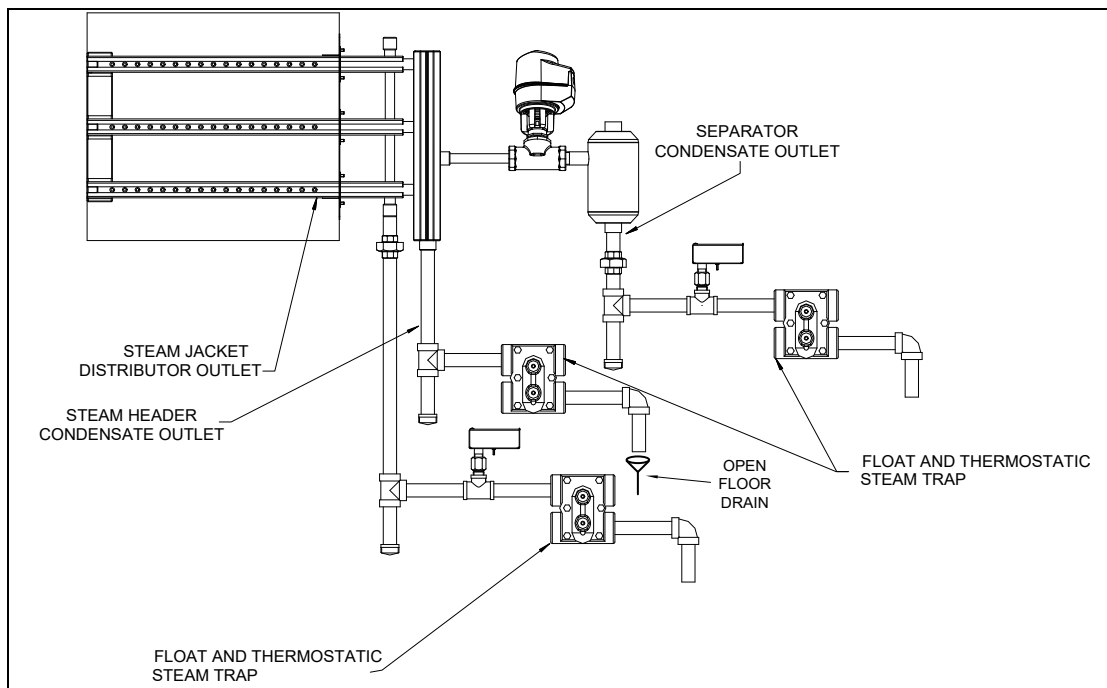 SEPARATOR
CONDENSATE OUTLET
STEAM JACKET
DISTRIBUTOR OUTLET
STEAM HEADER
CONDENSATE OUTLET
OPEN
FLOOR
DRAIN
FLOAT AND THERMOSTATIC
STEAM TRAP
FLOAT AND THERMOSTATIC
STEAM TRAP